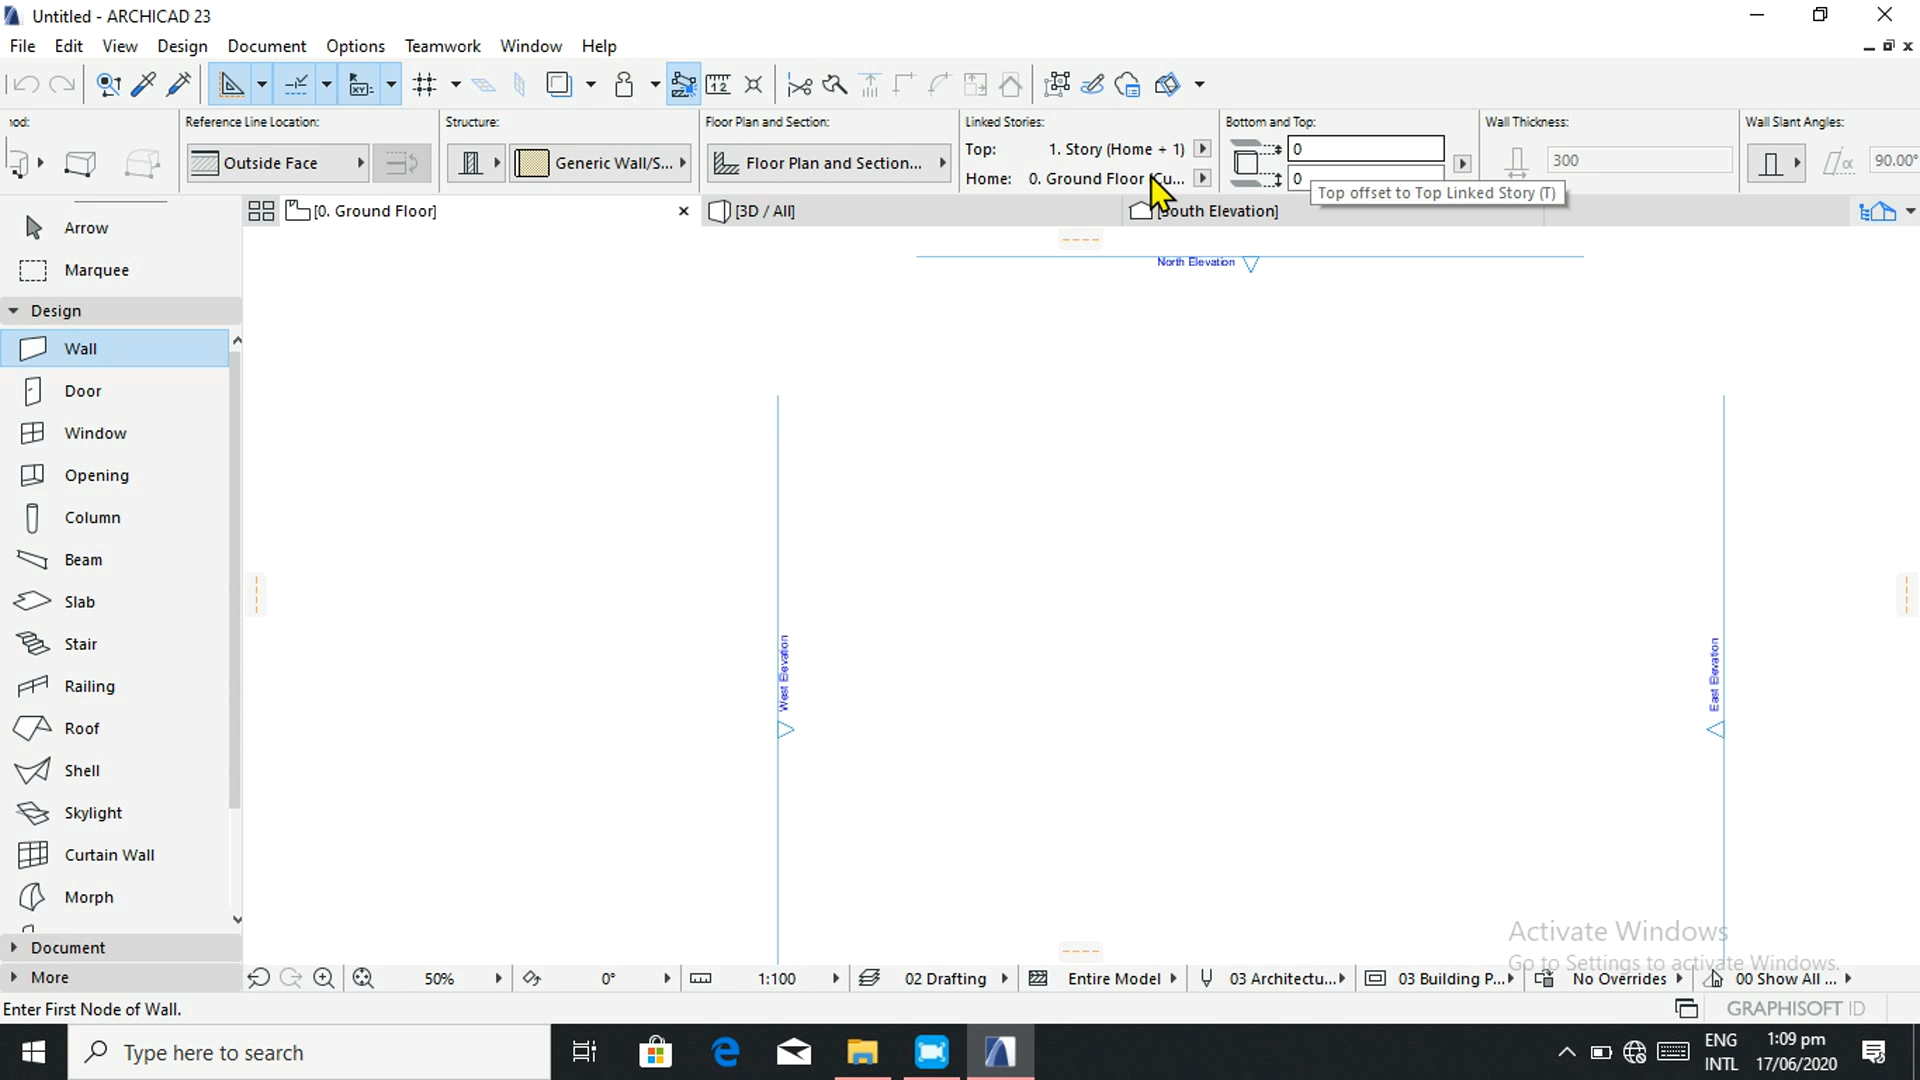 Untitled - ARCHICAD 23
File Edit View Design Document Options Teamwork Window Help
Reference Line Location: Structure: Floor Plan and Section: Linked Stories: Bottom and Top: Wall Thickness: Wall Slant Angles:
Top: 1. Story (Home + 1) 0
Outside Face Generic Wall/S... Floor Plan and Section... 300 90.00°
Home: 0. Ground Floor (Cu... 0
Top offset to Top Linked Story (T)
[0. Ground Floor] [3D / All] [South Elevation]
Arrow
Marquee
Design
Wall
Door
Window
Opening
Column
Beam
Slab
Stair
Railing
Roof
Shell
Skylight
Curtain Wall
Morph
Document
More
North Elevation
West Elevation
East Elevation
Activate Windows
Go to Settings to activate Windows.
50% 0° 1:100 02 Drafting Entire Model 03 Architectu... 03 Building P... No Overrides 00 Show All ...
Enter First Node of Wall.
GRAPHISOFT ID
Type here to search
ENG
INTL
1:09 pm
17/06/2020